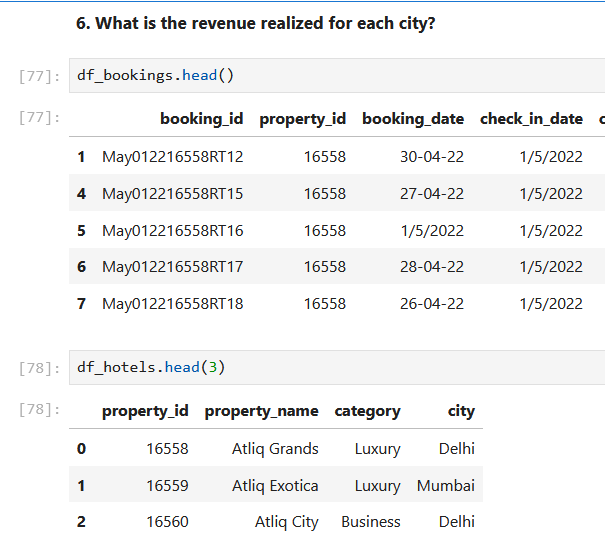 6. What is the revenue realized for each city?
[77]: df_bookings.head()
[77]: booking_id property_id booking_date check_in_date c
1 May012216558RT12 16558 30-04-22 1/5/2022
4 May012216558RT15 16558 27-04-22 1/5/2022
5 May012216558RT16 16558 1/5/2022 1/5/2022
6 May012216558RT17 16558 28-04-22 1/5/2022
7 May012216558RT18 16558 26-04-22 1/5/2022
[78]: df_hotels.head(3)
[78]: property_id property_name category city
0 16558 Atliq Grands Luxury Delhi
1 16559 Atliq Exotica Luxury Mumbai
2 16560 Atliq City Business Delhi